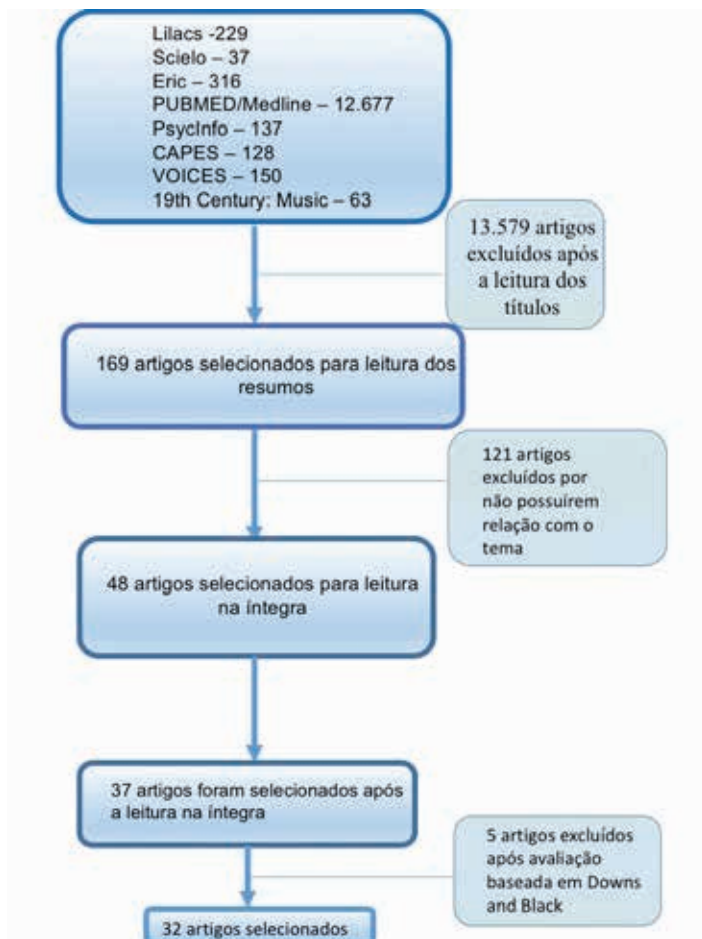 Lilacs -229
Scielo – 37
Eric – 316
PUBMED/Medline – 12.677
PsycInfo – 137
CAPES – 128
VOICES – 150
19th Century: Music – 63
13.579 artigos
excluídos após
a leitura dos
títulos
169 artigos selecionados para leitura dos
resumos
121 artigos
excluídos por
não possuírem
relação com o
tema
48 artigos selecionados para leitura
na íntegra
37 artigos foram selecionados após
a leitura na íntegra
5 artigos excluídos
após avaliação
baseada em Downs
and Black
32 artigos selecionados